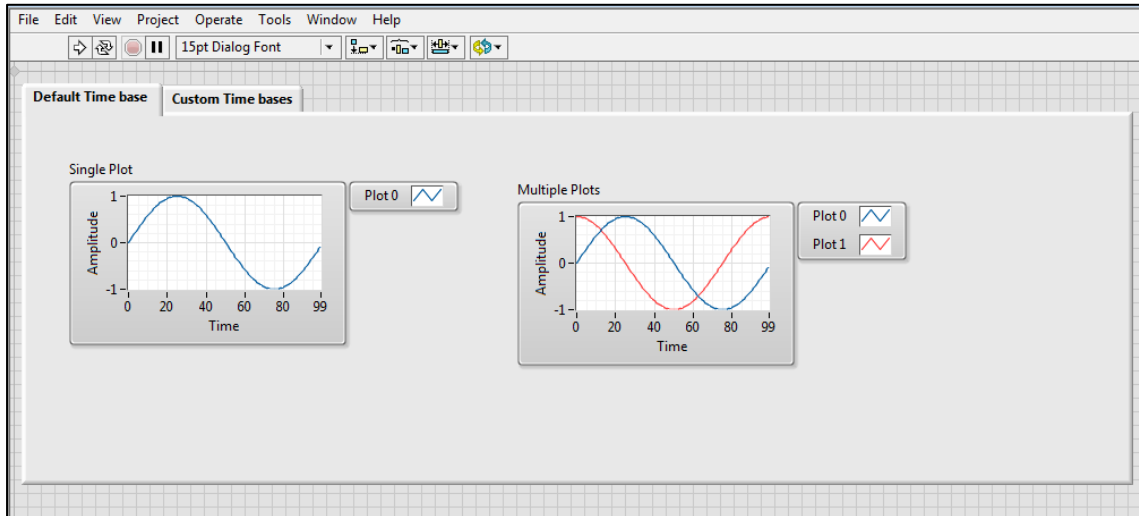 File Edit View Project Operate Tools Window Help
15pt Dialog Font
Default Time base Custom Time bases
Single Plot
Plot 0
1
0
-1
Amplitude
0 20 40 60 80 99
Time
Multiple Plots
Plot 0
Plot 1
1
0
-1
Amplitude
0 20 40 60 80 99
Time